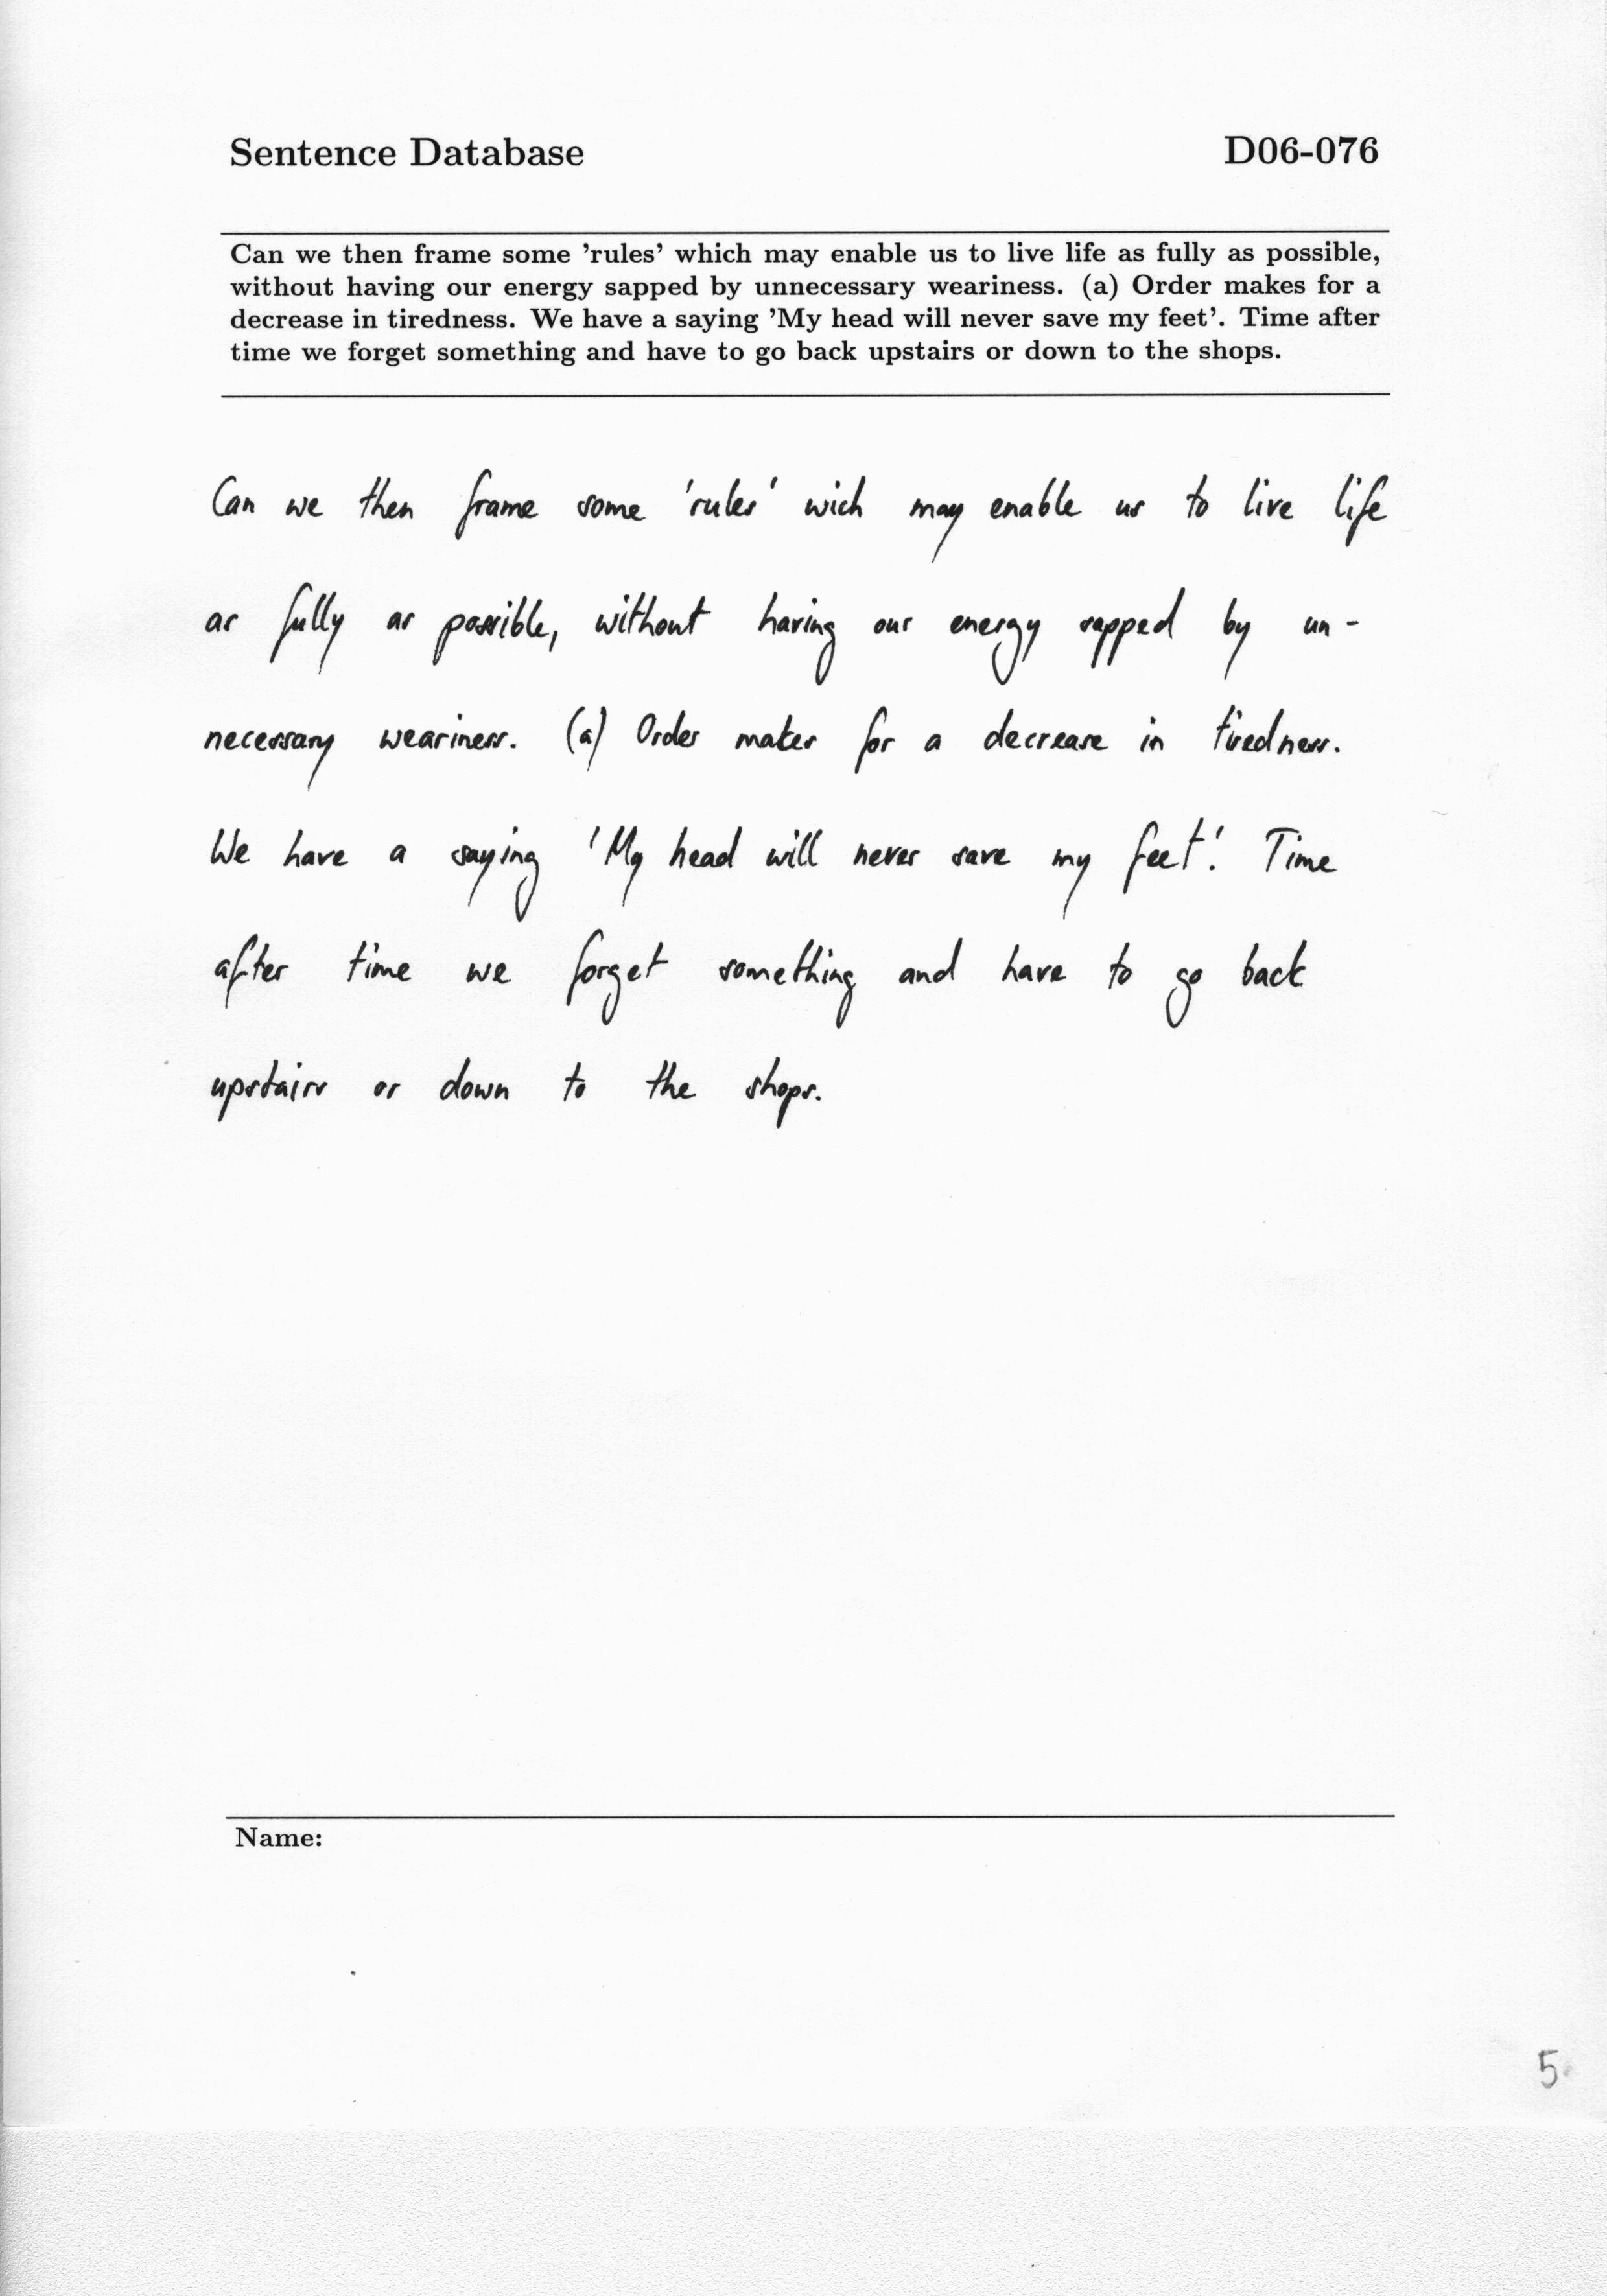 Sentence Database D06-076
Can we then frame some 'rules' which may enable us to live life as fully as possible,
without having our energy sapped by unnecessary weariness. (a) Order makes for a
decrease in tiredness. We have a saying 'My head will never save my feet'. Time after
time we forget something and have to go back upstairs or down to the shops.
Can we then frame some 'rules' wich may enable us to live life
as fully as possible, without having our energy sapped by un-
necessary weariness. (a) Order makes for a decrease in tiredness.
We have a saying 'My head will never save my feet'. Time
after time we forget something and have to go back
upstairs or down to the shops.
Name:
5